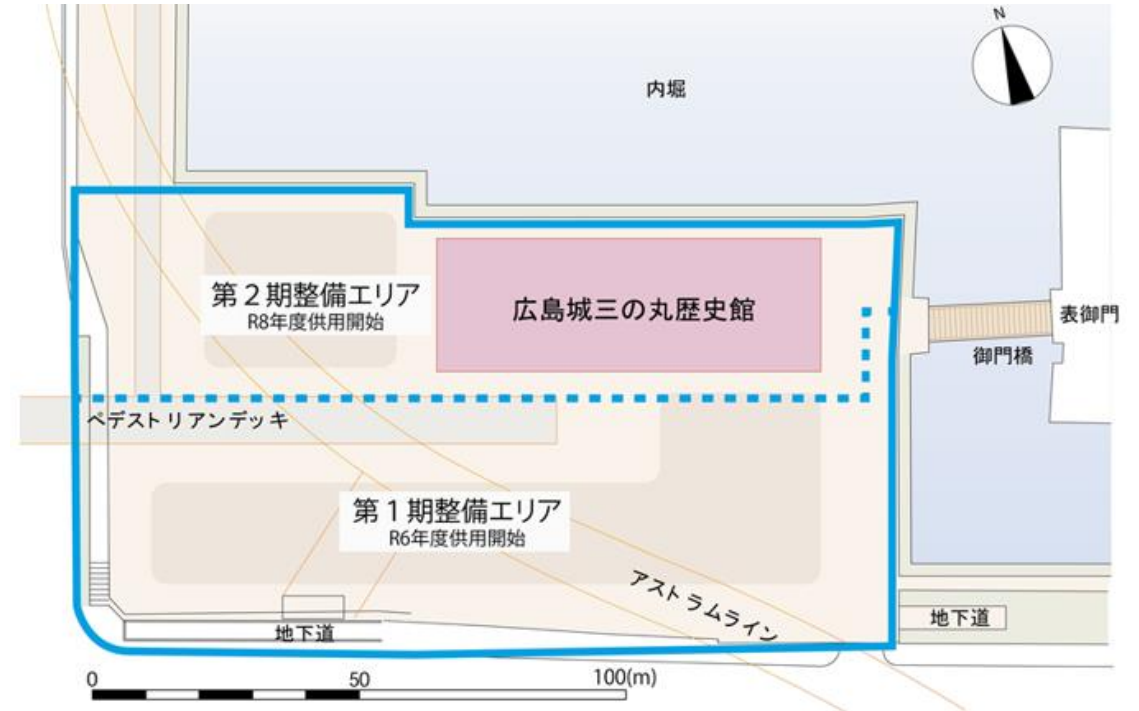 N
内堀
第2期整備エリア
R8年度供用開始
広島城三の丸歴史館
表御門
御門橋
ペデストリアンデッキ
第1期整備エリア
R6年度供用開始
アストラムライン
地下道
地下道
0 50 100(m)